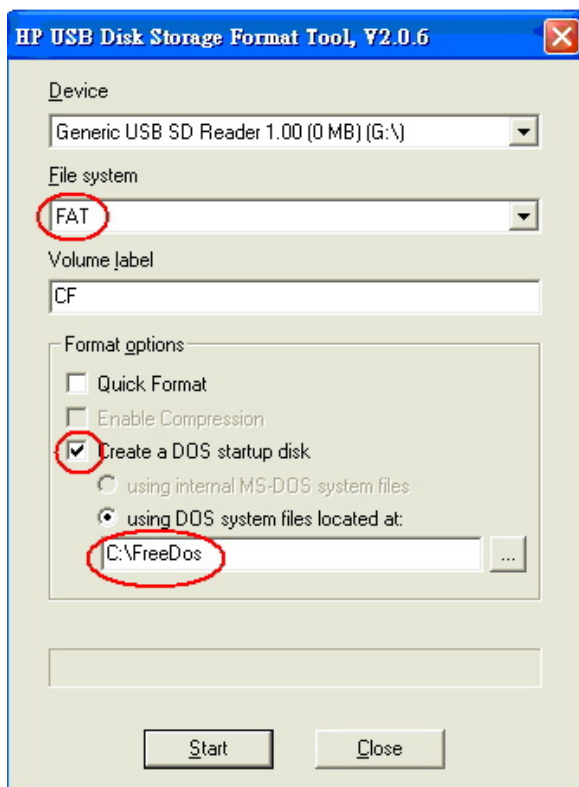 HP USB Disk Storage Format Tool, V2.0.6
Device
Generic USB SD Reader 1.00 (0 MB) (G:\)
File system
FAT
Volume label
CF
Format options
Quick Format
Enable Compression
Create a DOS startup disk
using internal MS-DOS system files
using DOS system files located at:
C:\FreeDos
...
Start
Close